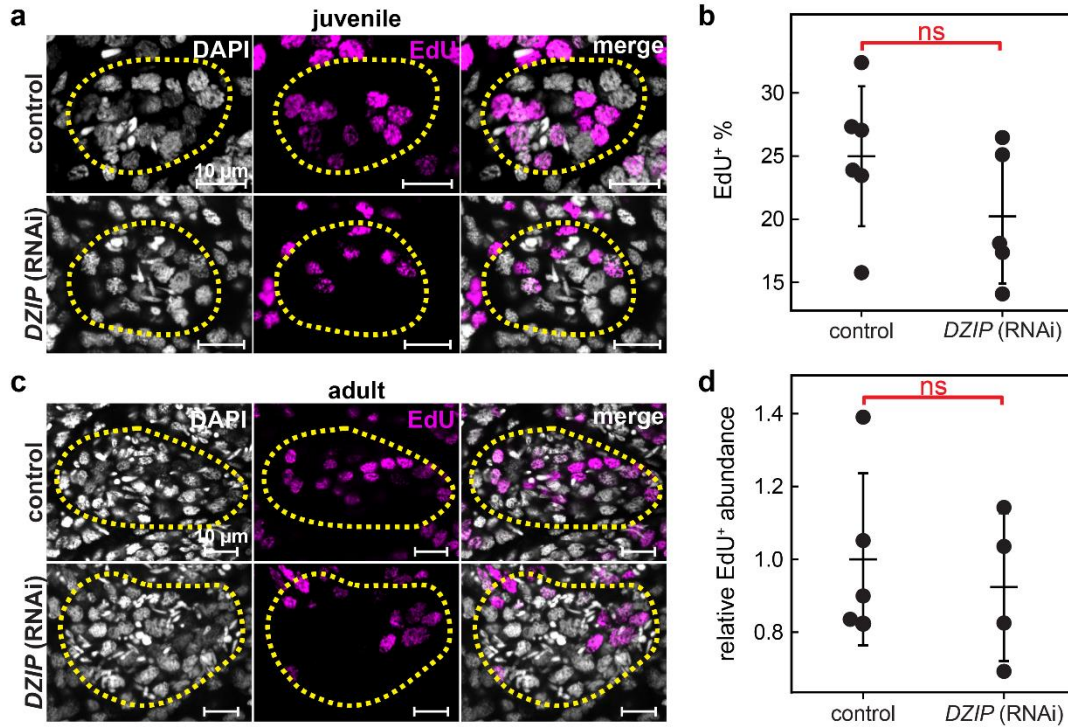 a
juvenile
DAPI
EdU
merge
control
10 µm
DZIP (RNAi)
b
ns
EdU⁺ %
30
25
20
15
control
DZIP (RNAi)
c
adult
DAPI
EdU
merge
control
10 µm
DZIP (RNAi)
d
ns
relative EdU⁺ abundance
1.4
1.2
1.0
0.8
control
DZIP (RNAi)